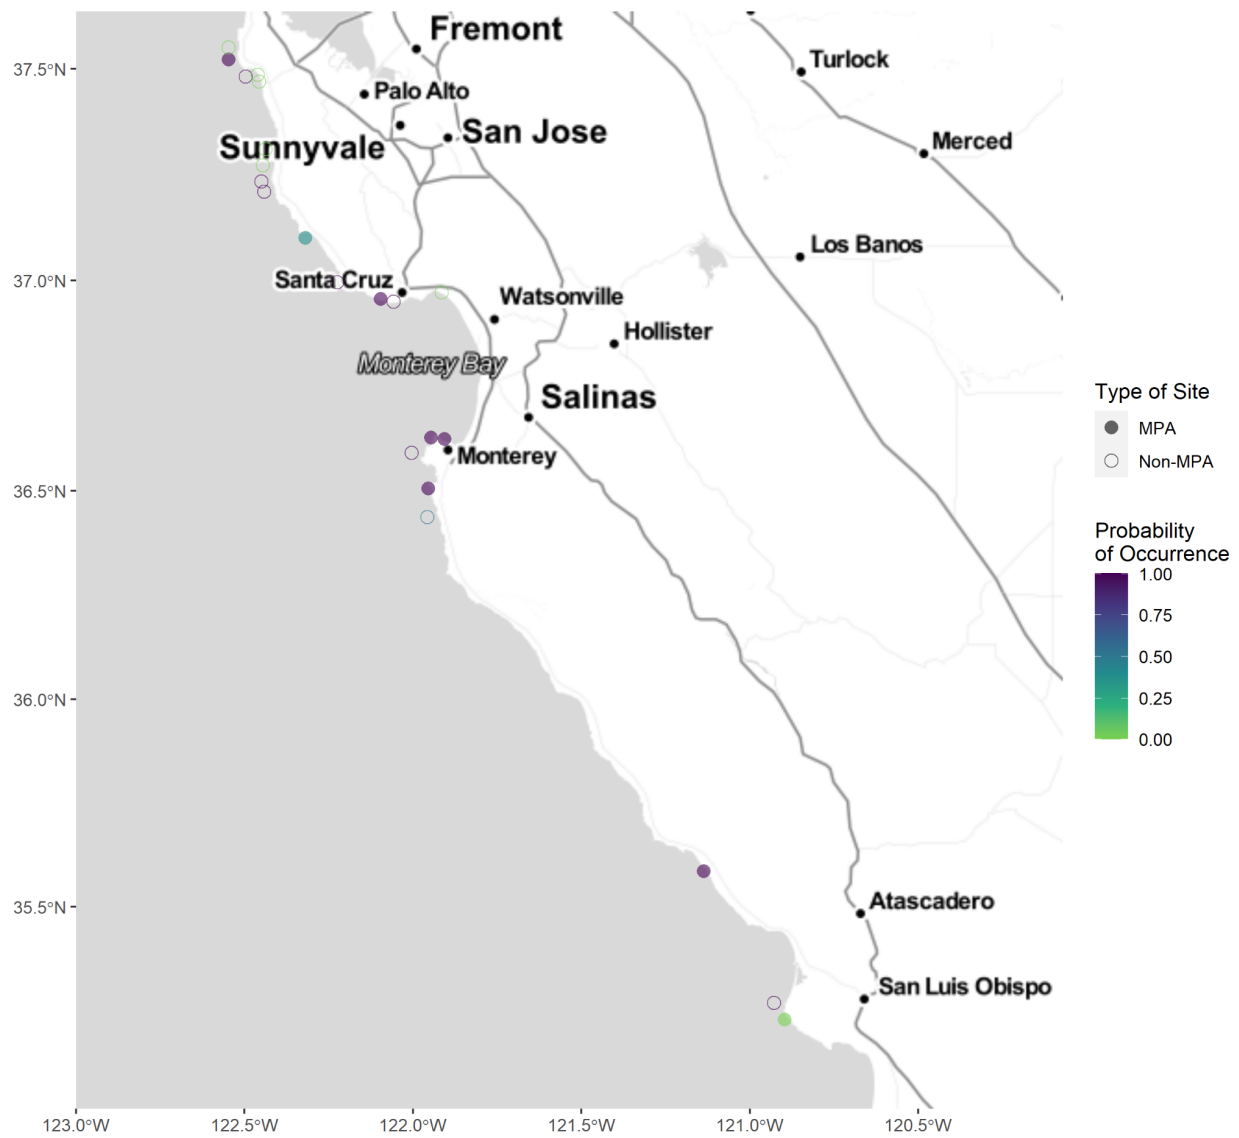 Fremont
Turlock
37.5°N
Palo Alto
San Jose
Sunnyvale
Merced
Los Banos
37.0°N
Santa Cruz
Watsonville
Hollister
Monterey Bay
Salinas
Monterey
36.5°N
36.0°N
35.5°N
Atascadero
San Luis Obispo
123.0°W
122.5°W
122.0°W
121.5°W
121.0°W
120.5°W
Type of Site
MPA
Non-MPA
Probability
of Occurrence
1.00
0.75
0.50
0.25
0.00